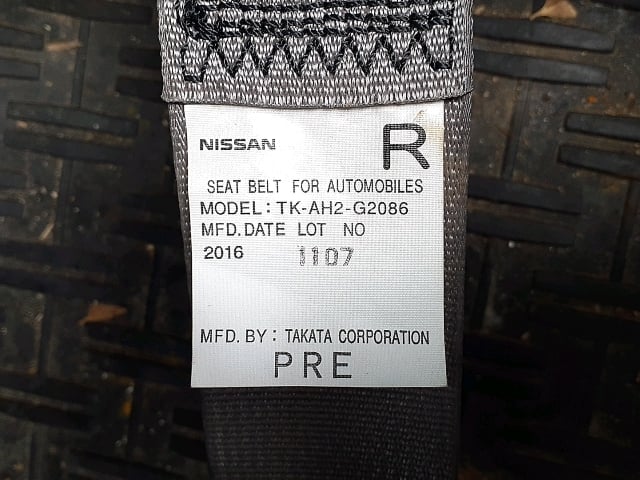 NISSAN R
SEAT BELT FOR AUTOMOBILES
MODEL: TK-AH2-G2086
MFD.DATE LOT NO
2016 1107
MFD. BY: TAKATA CORPORATION
PRE